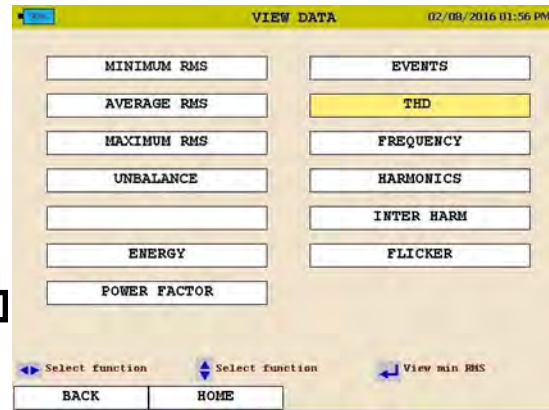 VIEW DATA 02/08/2016 01:56 PM
MINIMUM RMS
AVERAGE RMS
MAXIMUM RMS
UNBALANCE
ENERGY
POWER FACTOR
EVENTS
THD
FREQUENCY
HARMONICS
INTER HARM
FLICKER
Select function Select function View min RMS
BACK HOME